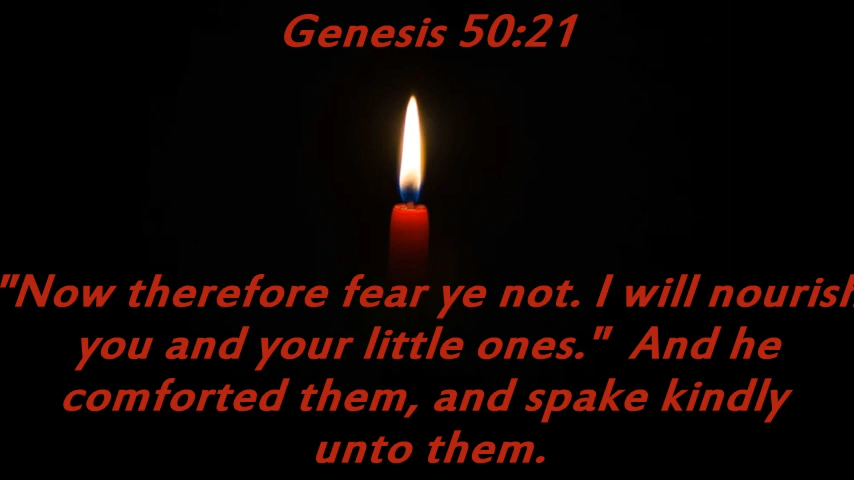 Genesis 50:21
"Now therefore fear ye not. I will nourish
you and your little ones." And he
comforted them, and spake kindly
unto them.